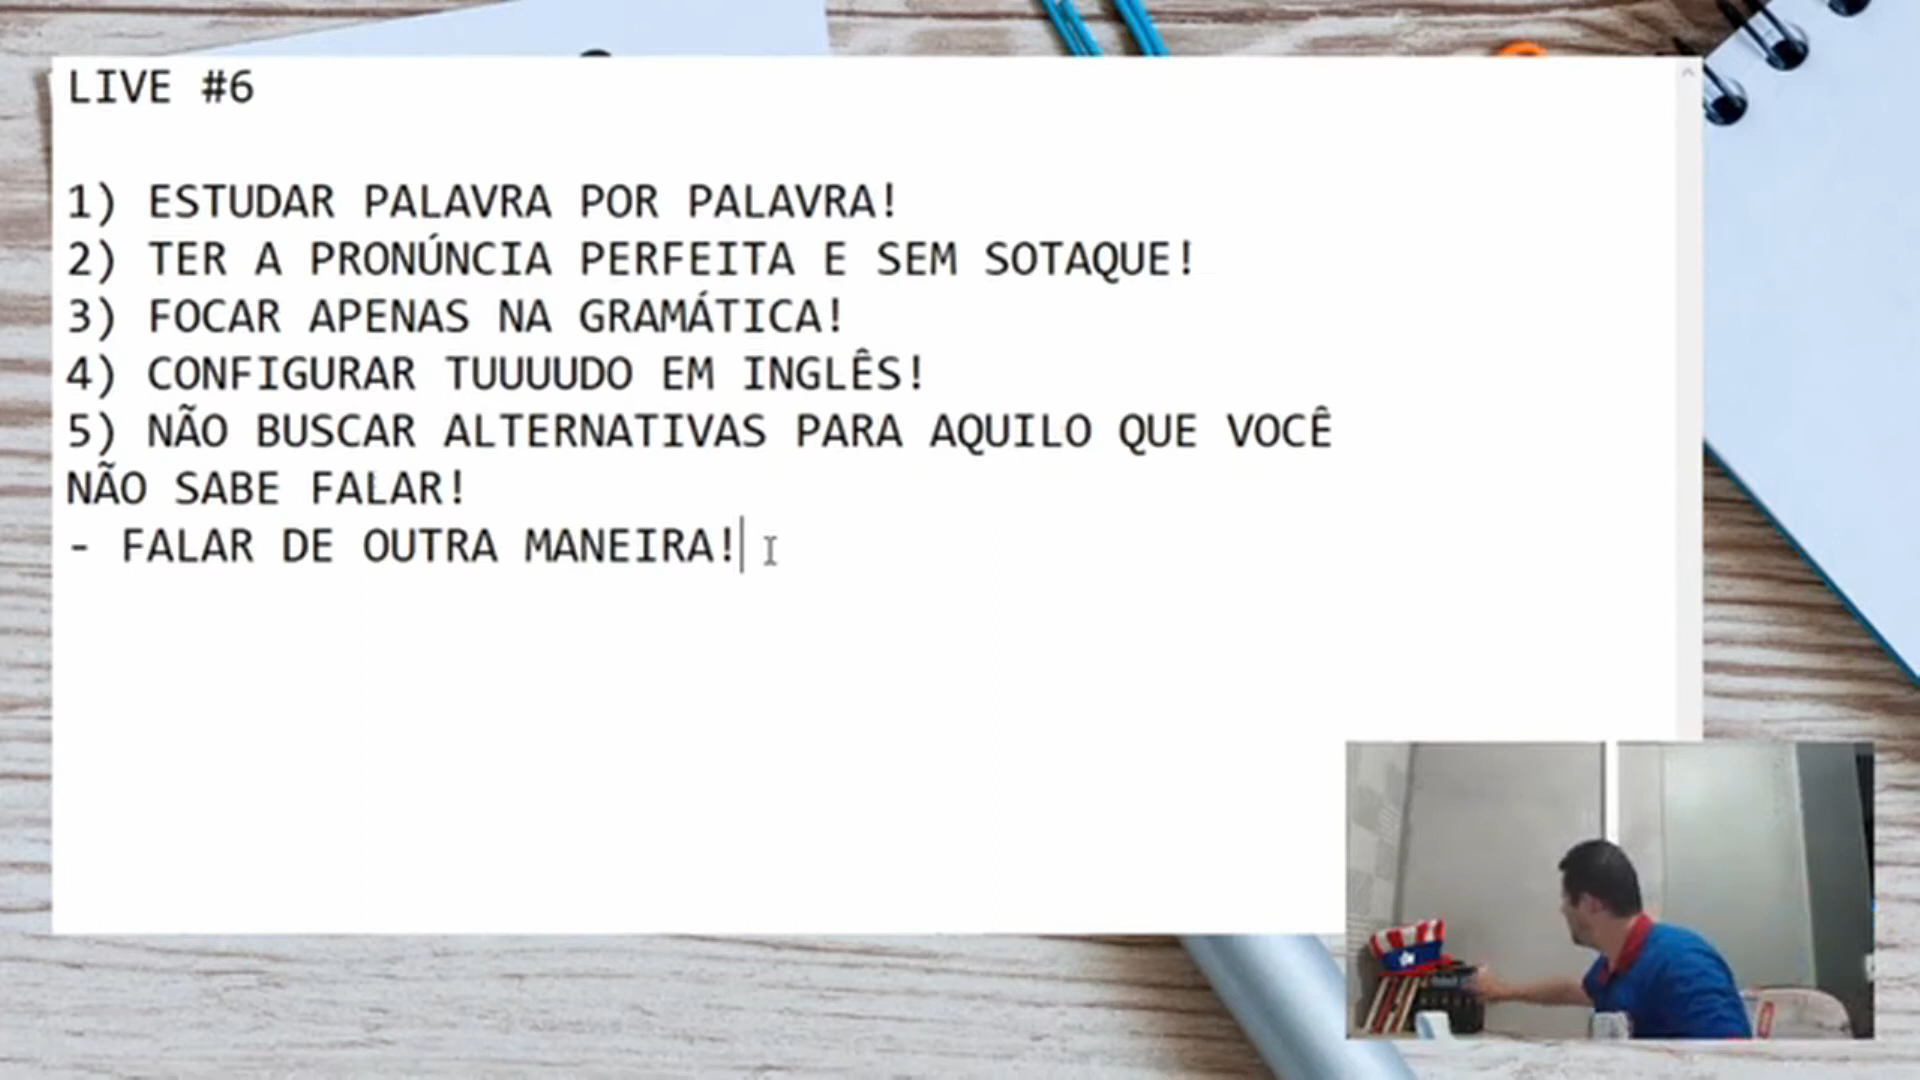 LIVE #6
1) ESTUDAR PALAVRA POR PALAVRA!
2) TER A PRONÚNCIA PERFEITA E SEM SOTAQUE!
3) FOCAR APENAS NA GRAMÁTICA!
4) CONFIGURAR TUUUUDO EM INGLÊS!
5) NÃO BUSCAR ALTERNATIVAS PARA AQUILO QUE VOCÊ
NÃO SABE FALAR!
- FALAR DE OUTRA MANEIRA!